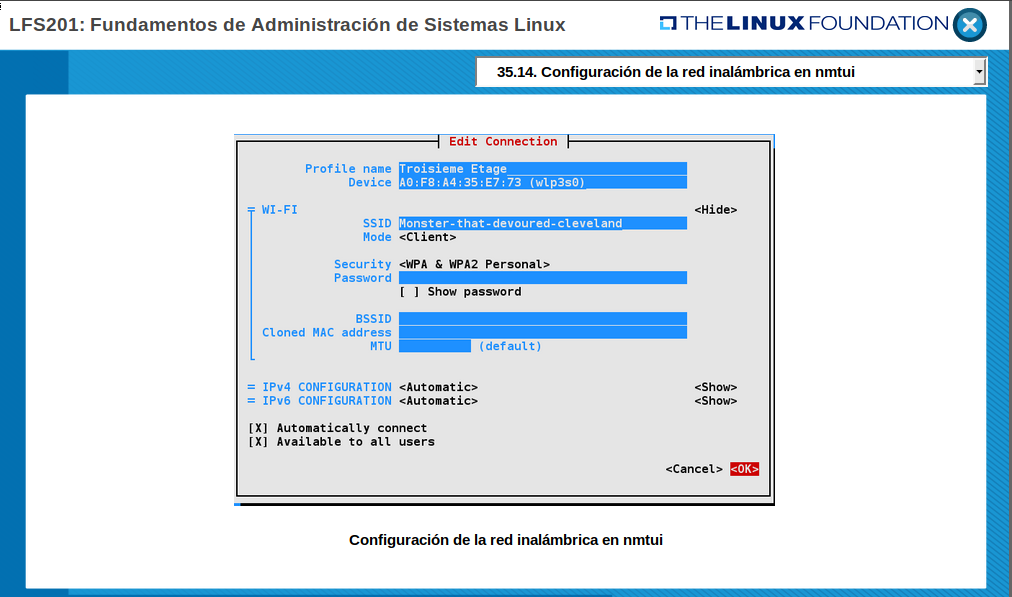 LFS201: Fundamentos de Administración de Sistemas Linux
THE LINUX FOUNDATION
35.14. Configuración de la red inalámbrica en nmtui
Edit Connection
Profile name Troisieme Etage
Device A0:F8:A4:35:E7:73 (wlp3s0)
= WI-FI <Hide>
SSID Monster-that-devoured-cleveland
Mode <Client>
Security <WPA & WPA2 Personal>
Password
[ ] Show password
BSSID
Cloned MAC address
MTU (default)
= IPv4 CONFIGURATION <Automatic> <Show>
= IPv6 CONFIGURATION <Automatic> <Show>
[X] Automatically connect
[X] Available to all users
<Cancel> <OK>
Configuración de la red inalámbrica en nmtui